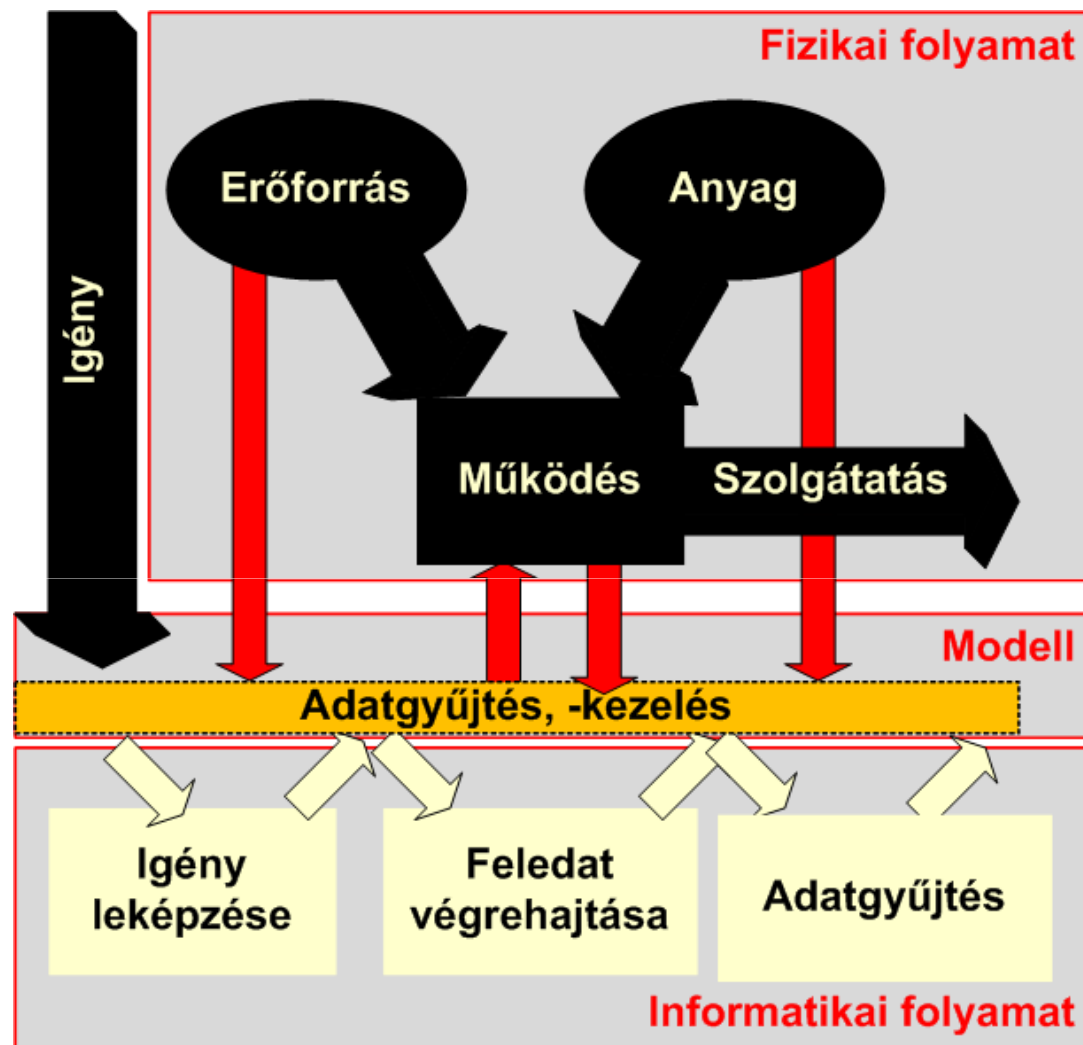 Fizikai folyamat
Erőforrás
Anyag
Igény
Működés
Szolgátatás
Modell
Adatgyűjtés, -kezelés
Igény
leképzése
Feledat
végrehajtása
Adatgyűjtés
Informatikai folyamat